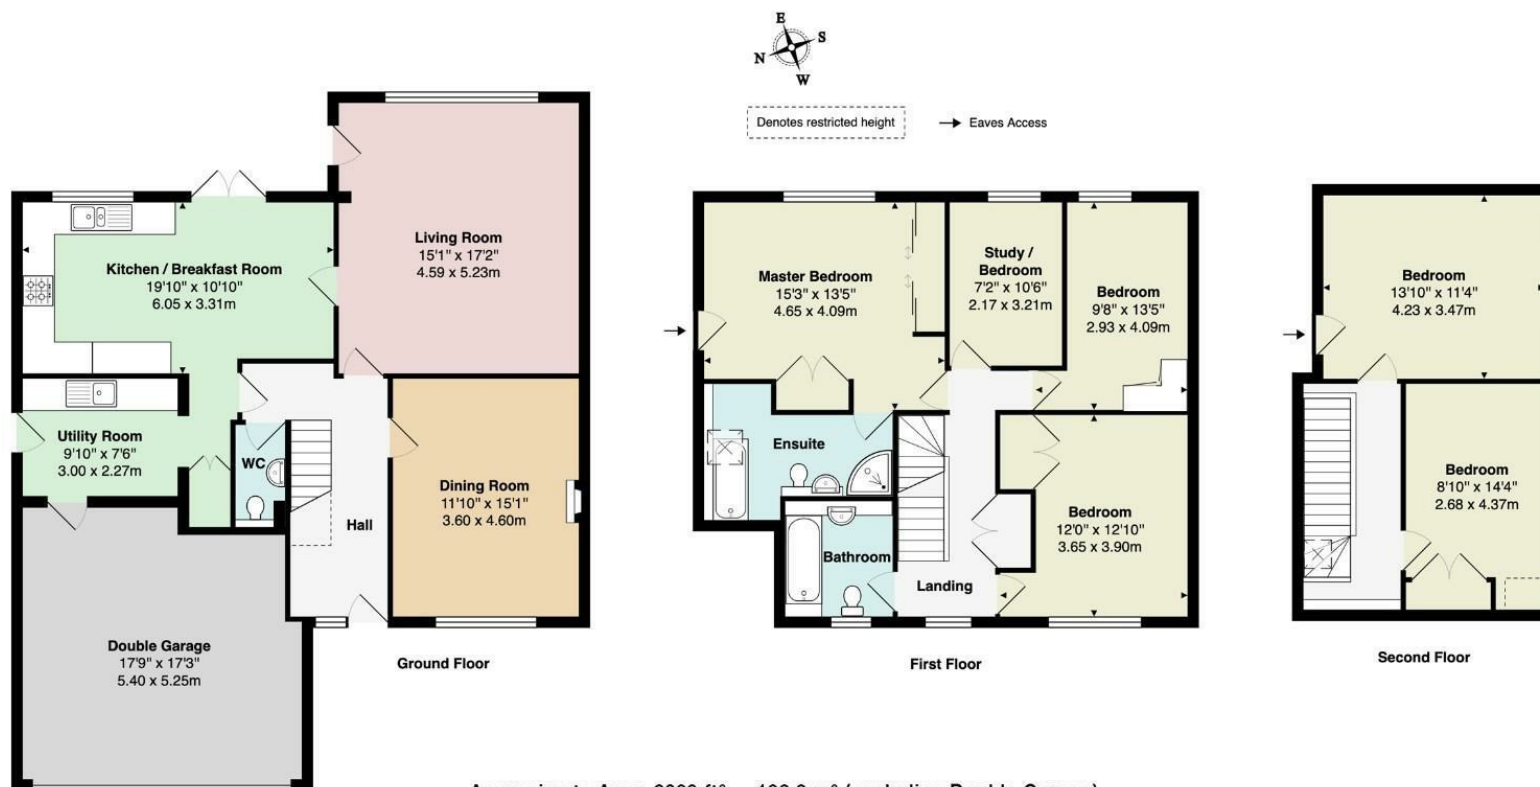 E
S
N
W
Denotes restricted height
Eaves Access
Living Room
15'1" x 17'2"
4.59 x 5.23m
Kitchen / Breakfast Room
19'10" x 10'10"
6.05 x 3.31m
Utility Room
9'10" x 7'6"
3.00 x 2.27m
WC
Hall
Dining Room
11'10" x 15'1"
3.60 x 4.60m
Double Garage
17'9" x 17'3"
5.40 x 5.25m
Ground Floor
Master Bedroom
15'3" x 13'5"
4.65 x 4.09m
Study /
Bedroom
7'2" x 10'6"
2.17 x 3.21m
Bedroom
9'8" x 13'5"
2.93 x 4.09m
Ensuite
Bathroom
Landing
Bedroom
12'0" x 12'10"
3.65 x 3.90m
First Floor
Bedroom
13'10" x 11'4"
4.23 x 3.47m
Bedroom
8'10" x 14'4"
2.68 x 4.37m
Second Floor